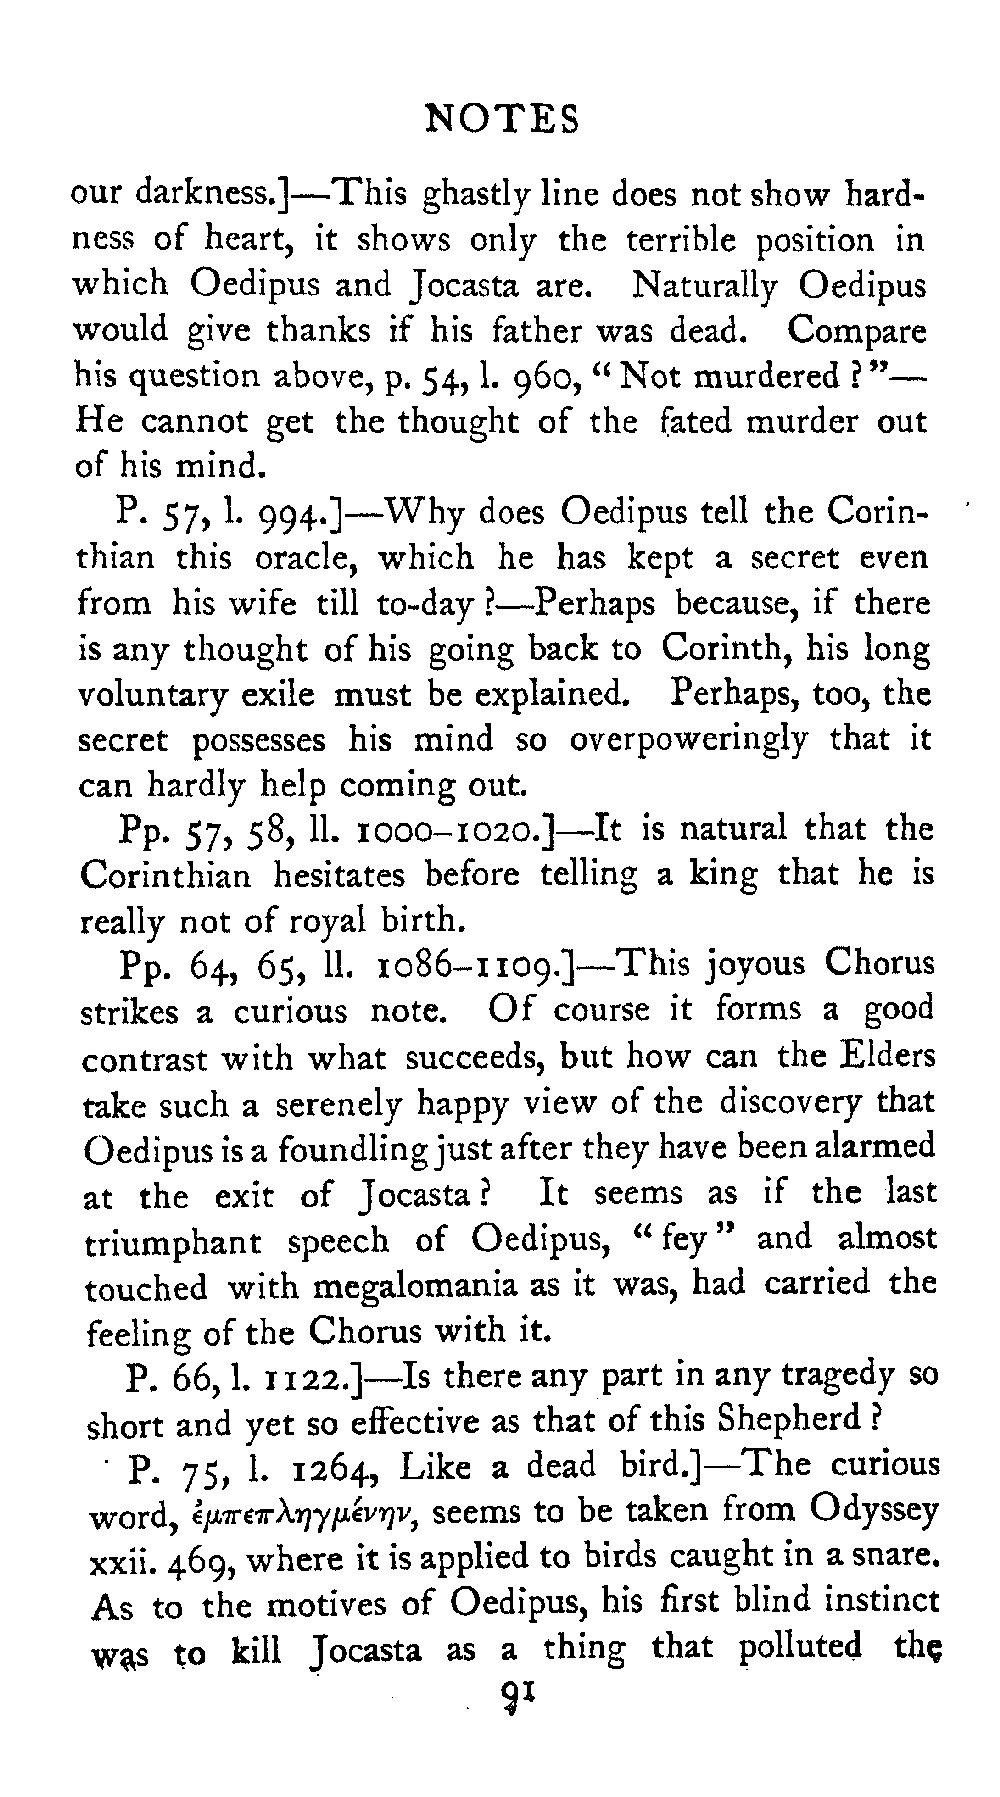 NOTES
our darkness.]—This ghastly line does not show hard-
ness of heart, it shows only the terrible position in
which Oedipus and Jocasta are. Naturally Oedipus
would give thanks if his father was dead. Compare
his question above, p. 54, l. 960, “Not murdered ?”—
He cannot get the thought of the fated murder out
of his mind.
P. 57, l. 994.]—Why does Oedipus tell the Corin-
thian this oracle, which he has kept a secret even
from his wife till to-day ?—Perhaps because, if there
is any thought of his going back to Corinth, his long
voluntary exile must be explained. Perhaps, too, the
secret possesses his mind so overpoweringly that it
can hardly help coming out.
Pp. 57, 58, ll. 1000–1020.]—It is natural that the
Corinthian hesitates before telling a king that he is
really not of royal birth.
Pp. 64, 65, ll. 1086–1109.]—This joyous Chorus
strikes a curious note. Of course it forms a good
contrast with what succeeds, but how can the Elders
take such a serenely happy view of the discovery that
Oedipus is a foundling just after they have been alarmed
at the exit of Jocasta ? It seems as if the last
triumphant speech of Oedipus, “fey” and almost
touched with megalomania as it was, had carried the
feeling of the Chorus with it.
P. 66, l. 1122.]—Is there any part in any tragedy so
short and yet so effective as that of this Shepherd ?
P. 75, l. 1264, Like a dead bird.]—The curious
word, ἐμπεπληγμένην, seems to be taken from Odyssey
xxii. 469, where it is applied to birds caught in a snare.
As to the motives of Oedipus, his first blind instinct
was to kill Jocasta as a thing that polluted the
91